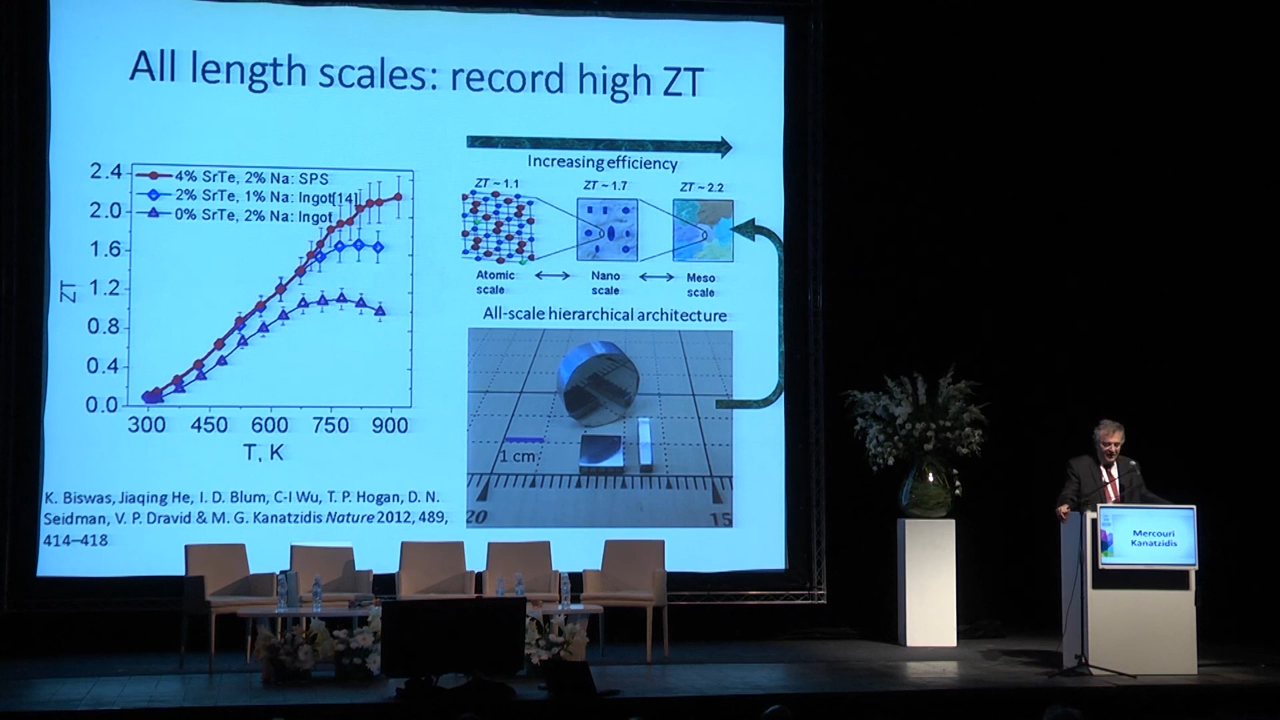 All length scales: record high ZT
2.4
2.0
1.6
1.2
0.8
0.4
0.0
ZT
4% SrTe, 2% Na: SPS
2% SrTe, 1% Na: Ingot[14]
0% SrTe, 2% Na: Ingot
300 450 600 750 900
T, K
Increasing efficiency
ZT ~ 1.1 ZT ~ 1.7 ZT ~ 2.2
Atomic scale
Nano scale
Meso scale
All-scale hierarchical architecture
1 cm
20 15
K. Biswas, Jiaqing He, I. D. Blum, C-I Wu, T. P. Hogan, D. N.
Seidman, V. P. Dravid & M. G. Kanatzidis Nature 2012, 489,
414–418
Mercouri
Kanatzidis